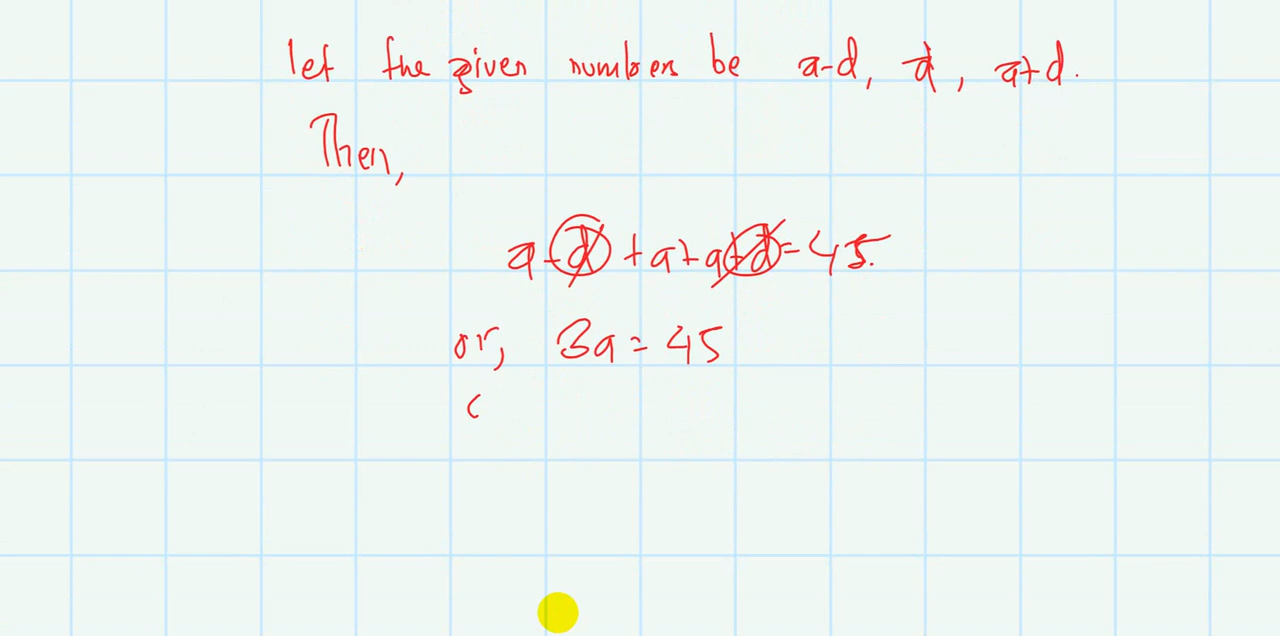 let the given numbers be a-d, d, a+d.
Then,
a-d + a+a+d = 45.
or, 3a = 45